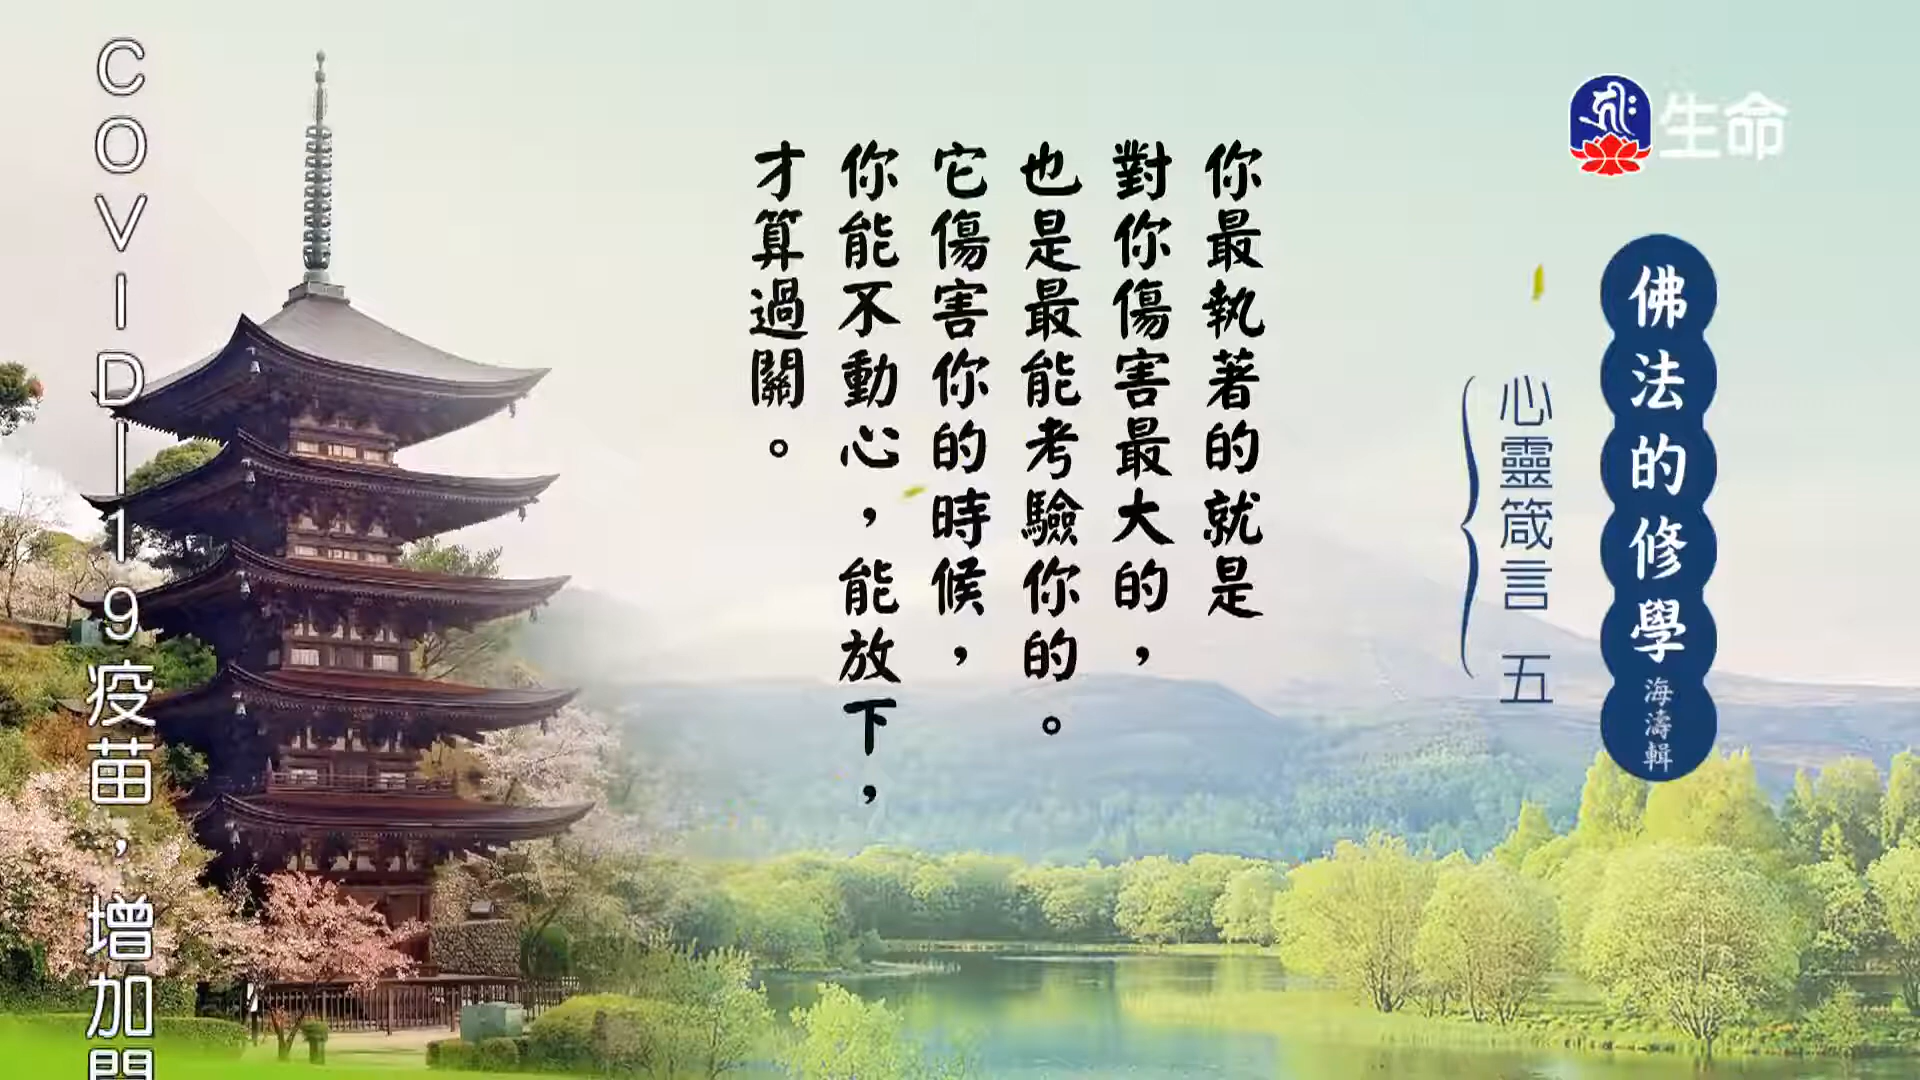 生命
佛法的修學
海濤輯
心靈箴言 五
你最執著的就是
對你傷害最大的，
也是最能考驗你的。
它傷害你的時候，
你能不動心，能放下，
才算過關。
COVID-19疫苗，增加